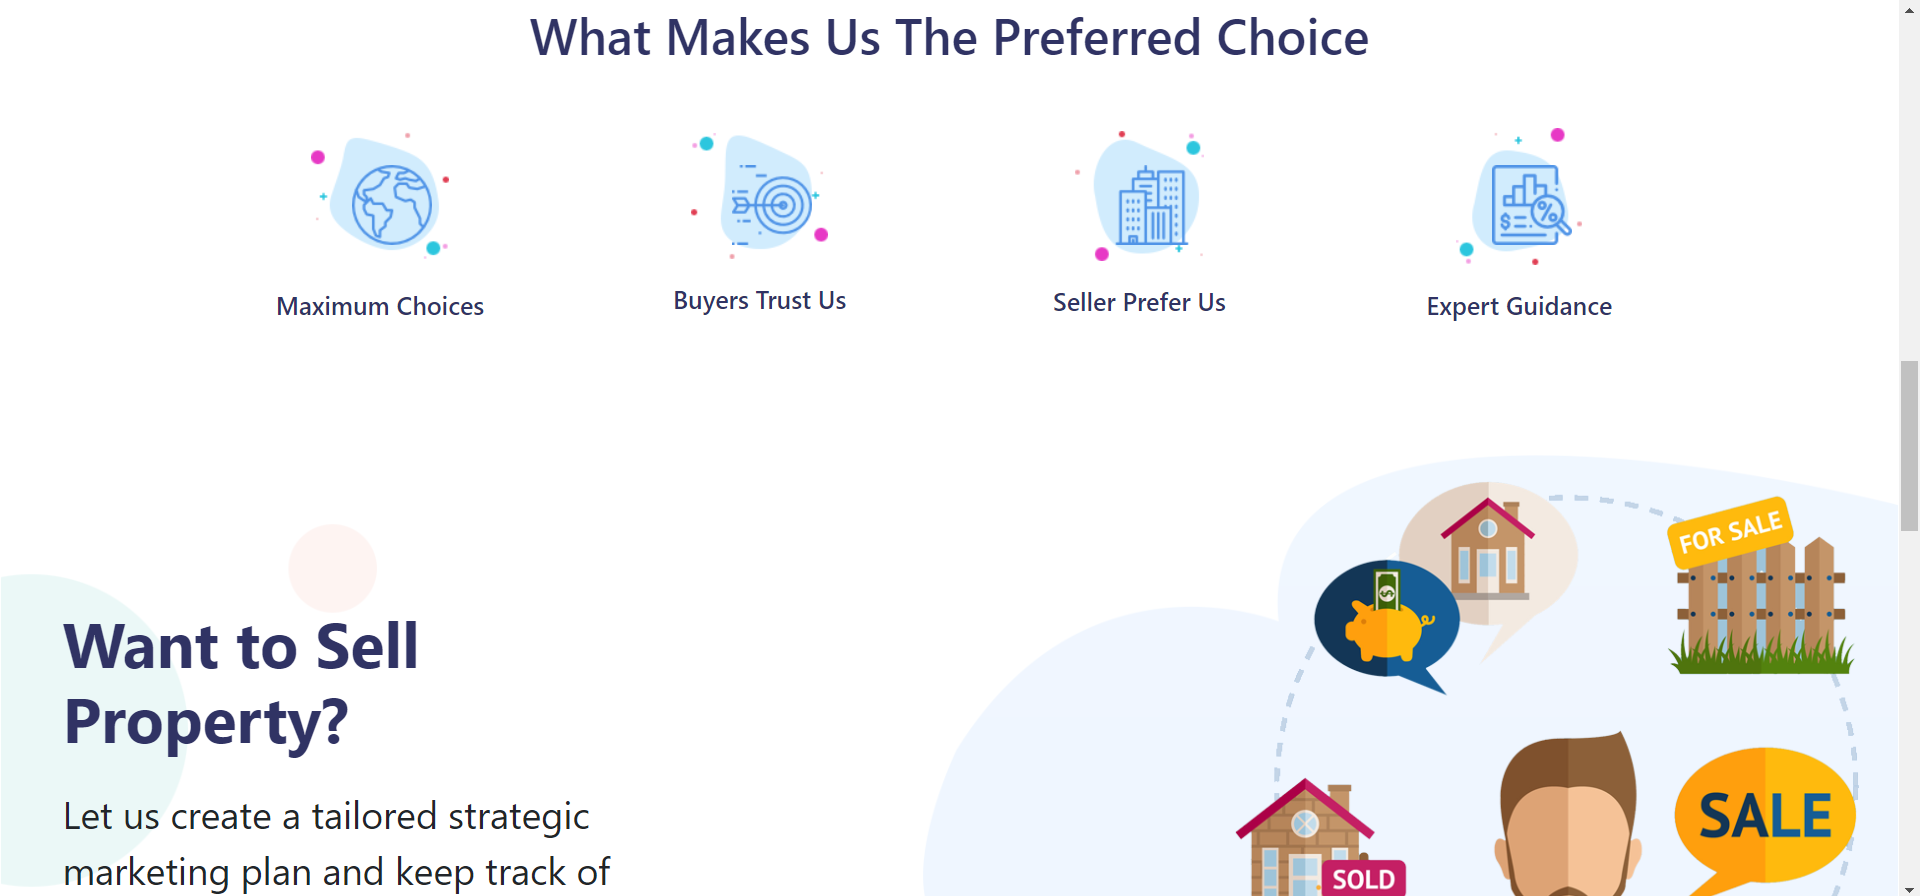 What Makes Us The Preferred Choice
Maximum Choices
Buyers Trust Us
Seller Prefer Us
Expert Guidance
FOR SALE
Want to Sell
Property?
SALE
Let us create a tailored strategic
marketing plan and keep track of
SOLD